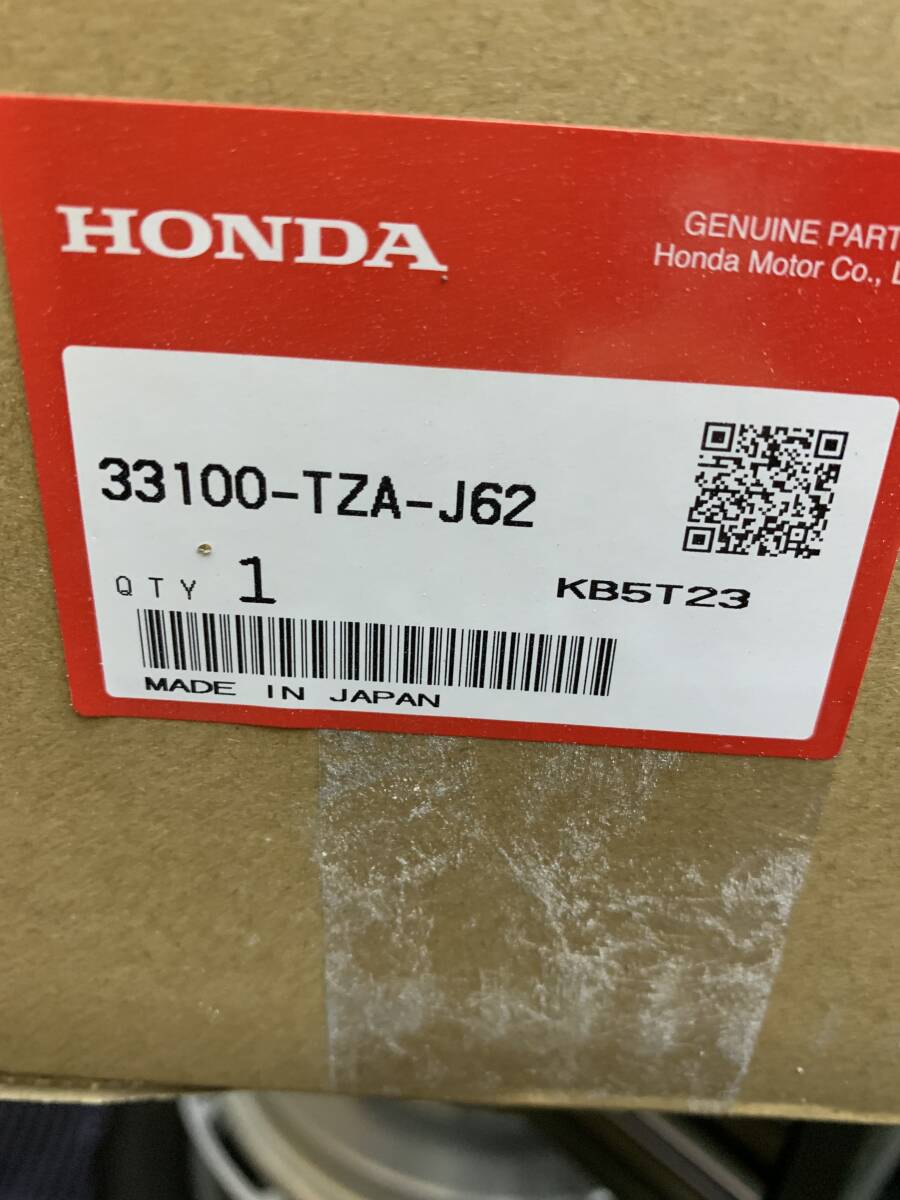 HONDA
GENUINE PART
Honda Motor Co.,
33100-TZA-J62
QTY 1
KB5T23
MADE IN JAPAN